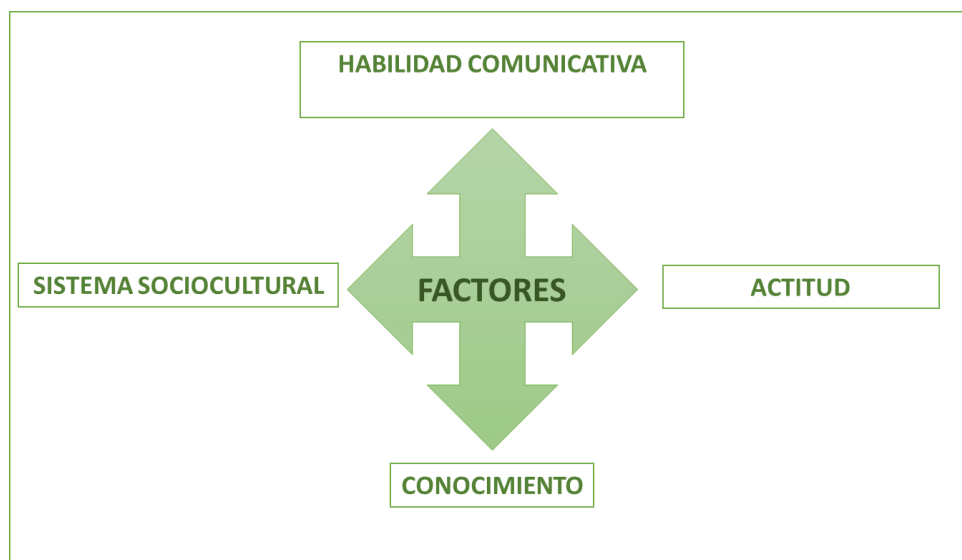 HABILIDAD COMUNICATIVA
SISTEMA SOCIOCULTURAL
FACTORES
ACTITUD
CONOCIMIENTO